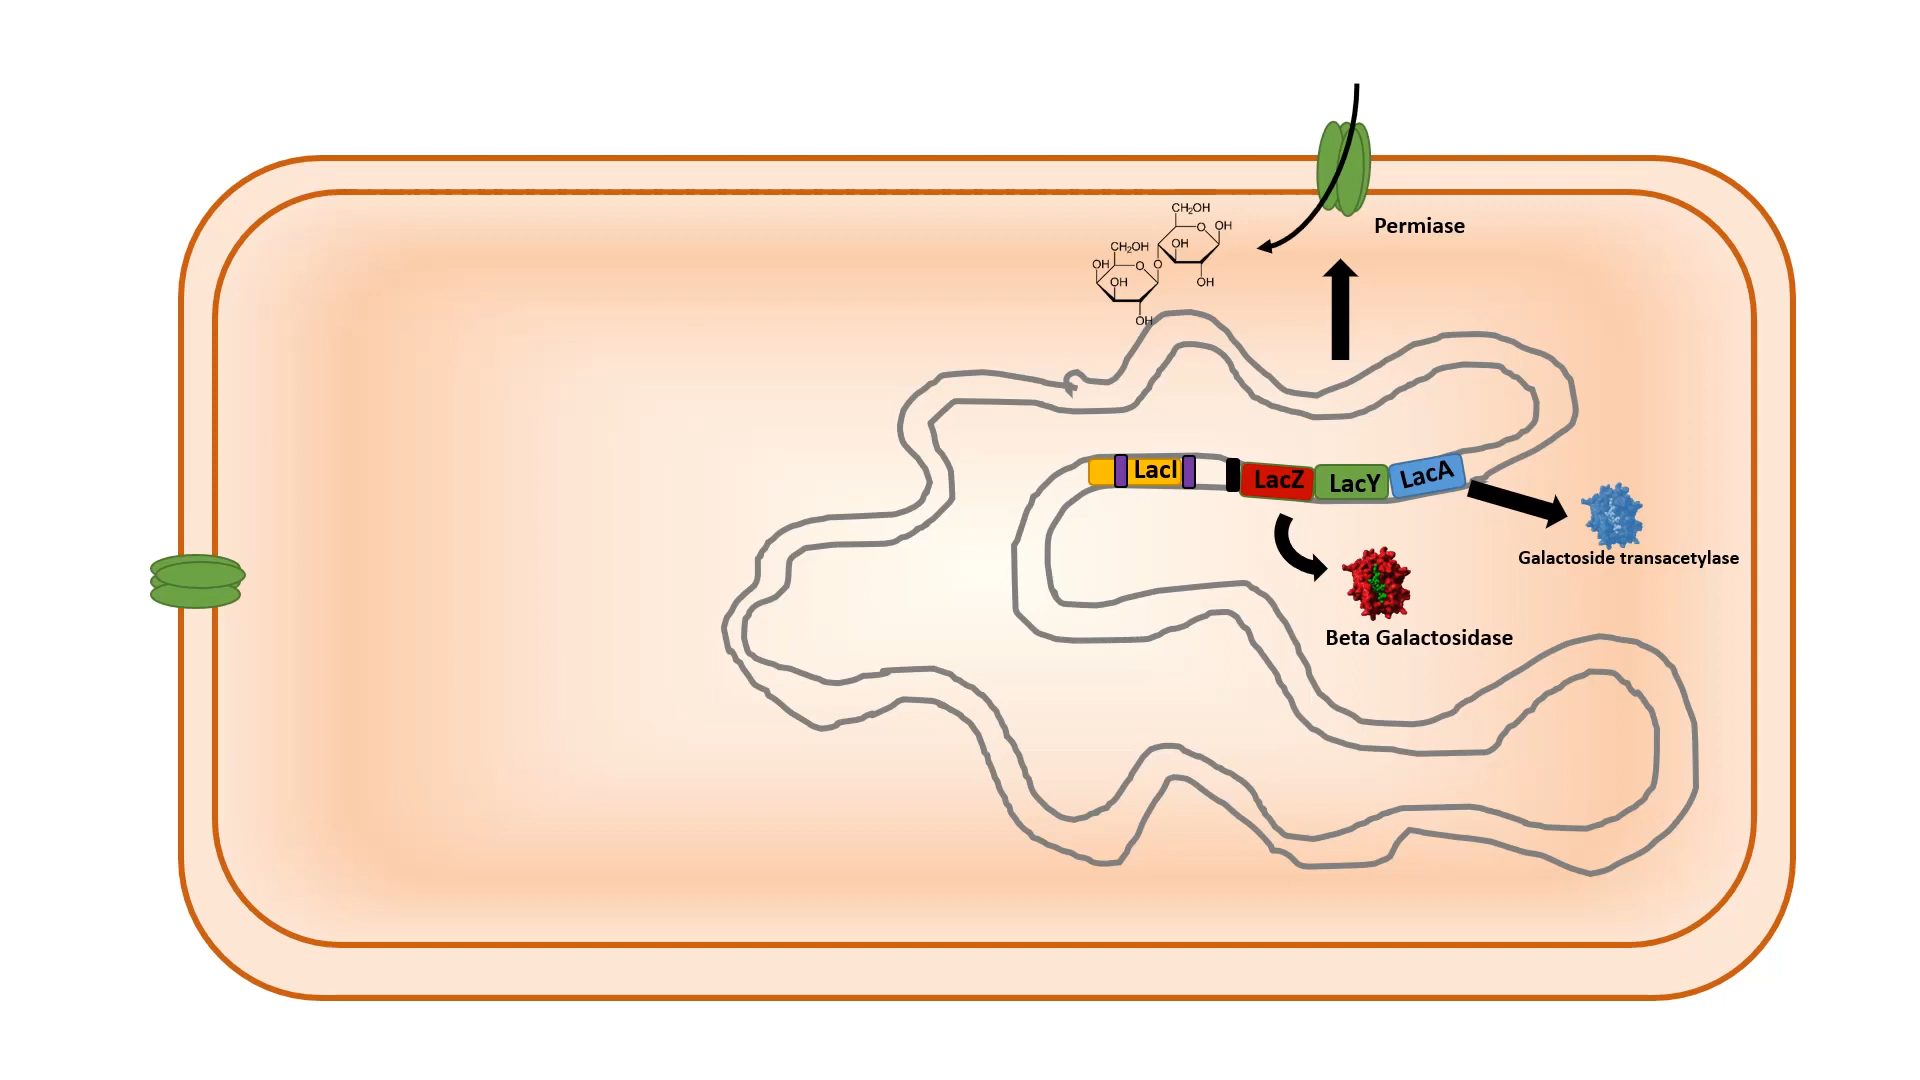 CH2OH
OH
O
OH
CH2OH
O
OH
O
OH
OH
OH
Permiase
LacI
LacZ
LacY
LacA
Galactoside transacetylase
Beta Galactosidase